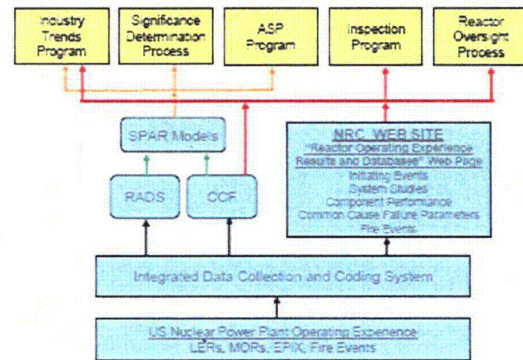 Industry
Trends
Program
Significance
Determination
Process
ASP
Program
Inspection
Program
Reactor
Oversight
Process
SPAR Models
RADS
CCF
NRC WEB SITE
"Reactor Operating Experience
Results and Databases" Web Page
Initiating Events
System Studies
Component Performance
Common Cause Failure Parameters
Fire Events
Integrated Data Collection and Coding System
US Nuclear Power Plant Operating Experience
LERs, MORs, EPIX, Fire Events